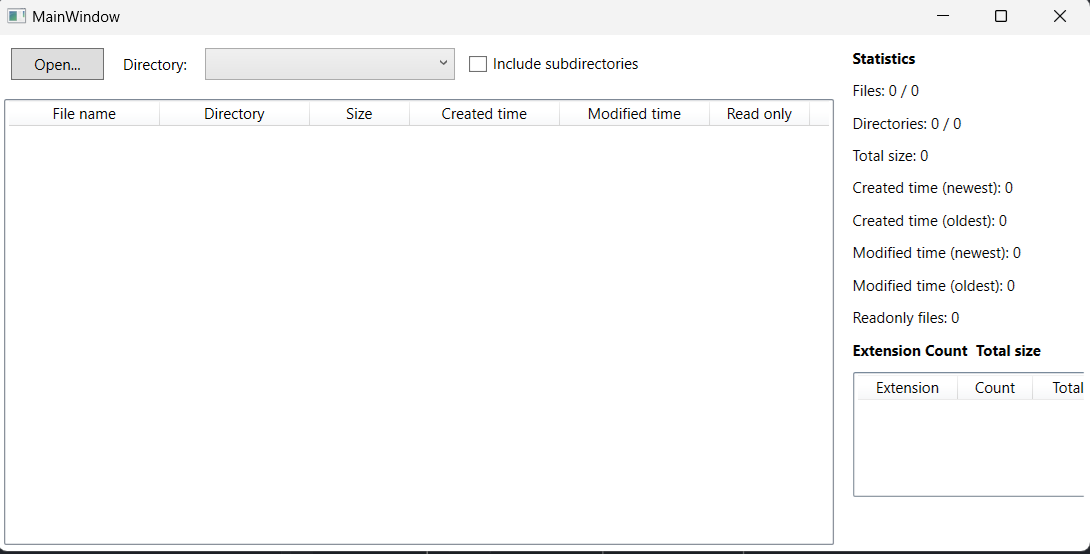 MainWindow
Open... Directory: Include subdirectories
File name Directory Size Created time Modified time Read only
Statistics
Files: 0 / 0
Directories: 0 / 0
Total size: 0
Created time (newest): 0
Created time (oldest): 0
Modified time (newest): 0
Modified time (oldest): 0
Readonly files: 0
Extension Count Total size
Extension Count Total